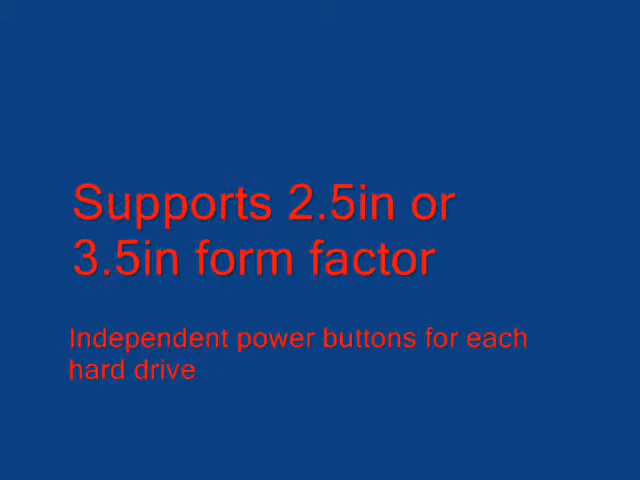 Supports 2.5in or
3.5in form factor
Independent power buttons for each
hard drive